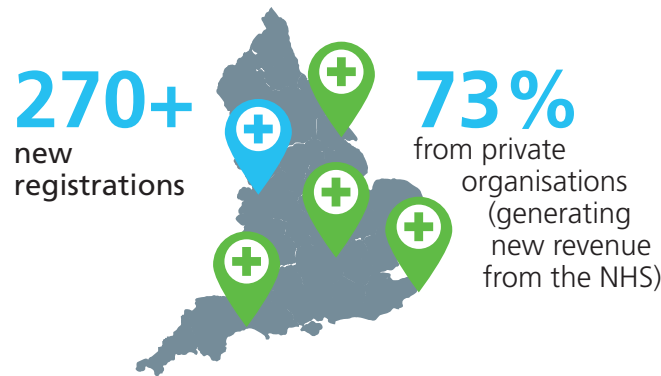 270+
new
registrations
73%
from private
organisations
(generating
new revenue
from the NHS)